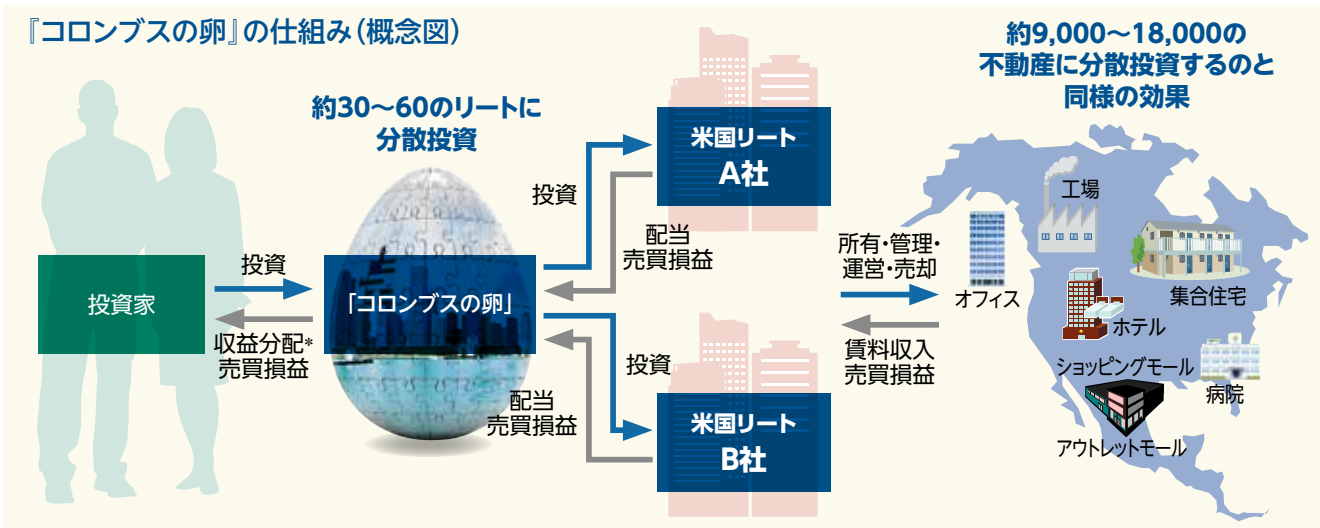 『コロンブスの卵』の仕組み(概念図)
約30～60のリートに
分散投資
約9,000～18,000の
不動産に分散投資するのと
同様の効果
投資家
投資
収益分配*
売買損益
「コロンブスの卵」
投資
配当
売買損益
投資
配当
売買損益
米国リート
A社
米国リート
B社
所有・管理・
運営・売却
賃料収入
売買損益
工場
オフィス
集合住宅
ホテル
ショッピングモール
病院
アウトレットモール